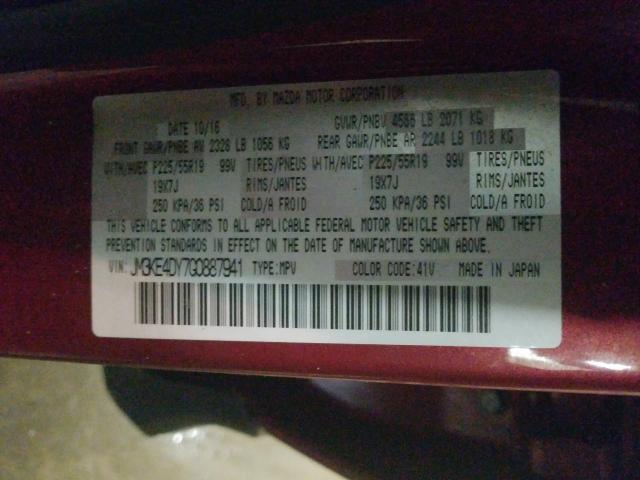 MFD. BY MAZDA MOTOR CORPORATION
DATE 10/16 GVWR/PNBV 4566 LB 2071 KG
FRONT GAWR/PNBE AV 2328 LB 1056 KG REAR GAWR/PNBE AR 2244 LB 1018 KG
WITH/AVEC P225/55R19 99V TIRES/PNEUS WITH/AVEC P225/55R19 99V TIRES/PNEUS
19X7J RIMS/JANTES 19X7J RIMS/JANTES
250 KPA/36 PSI COLD/A FROID 250 KPA/36 PSI COLD/A FROID
THIS VEHICLE CONFORMS TO ALL APPLICABLE FEDERAL MOTOR VEHICLE SAFETY AND THEFT
PREVENTION STANDARDS IN EFFECT ON THE DATE OF MANUFACTURE SHOWN ABOVE.
VIN: JM3KE4DY7G0887941 TYPE:MPV COLOR CODE:41V MADE IN JAPAN